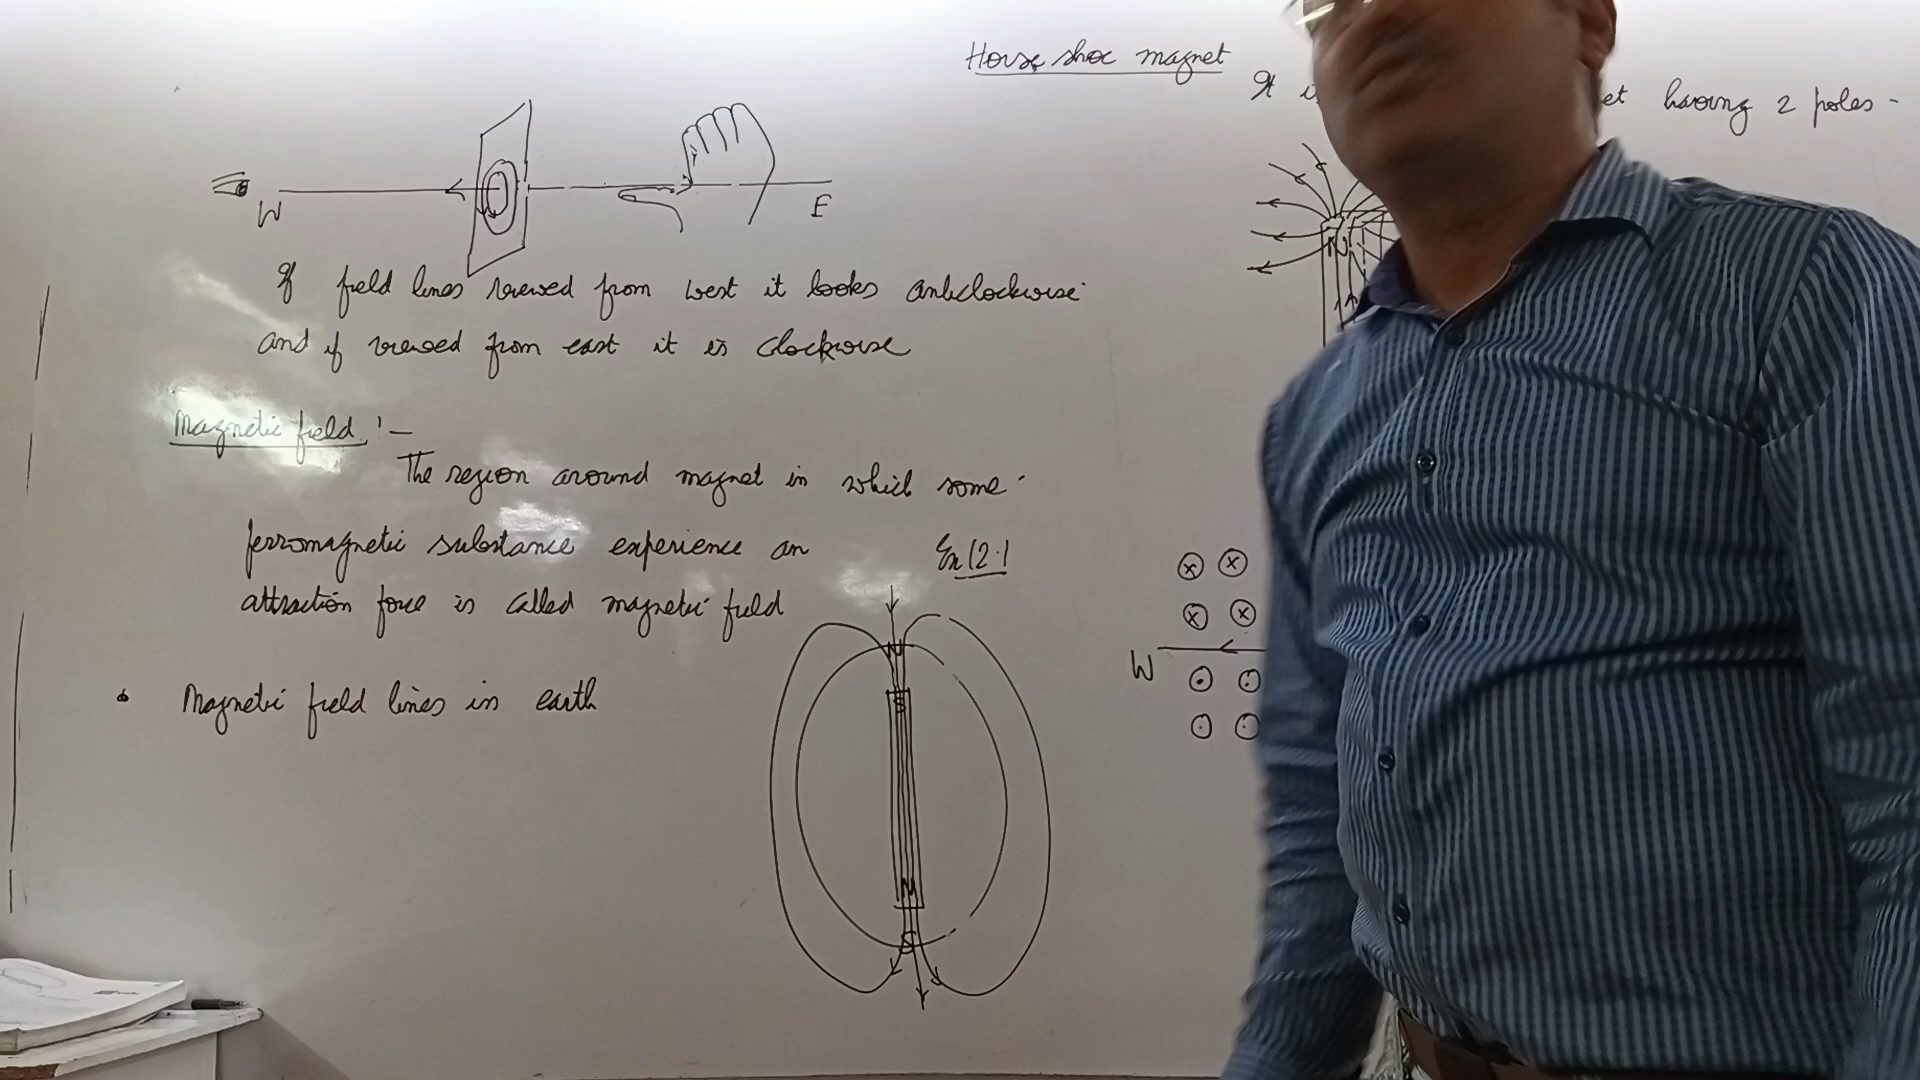 Horse shoe magnet
It is et having 2 poles -
W E
N
If field lines viewed from west it looks anticlockwise
and if viewed from east it is clockwise
Magnetic field :-
The region around magnet in which some
ferromagnetic substance experience an
attraction force is called magnetic field
Ex 12.1
Magnetic field lines in earth
N
S
N
S
x x
x x
W